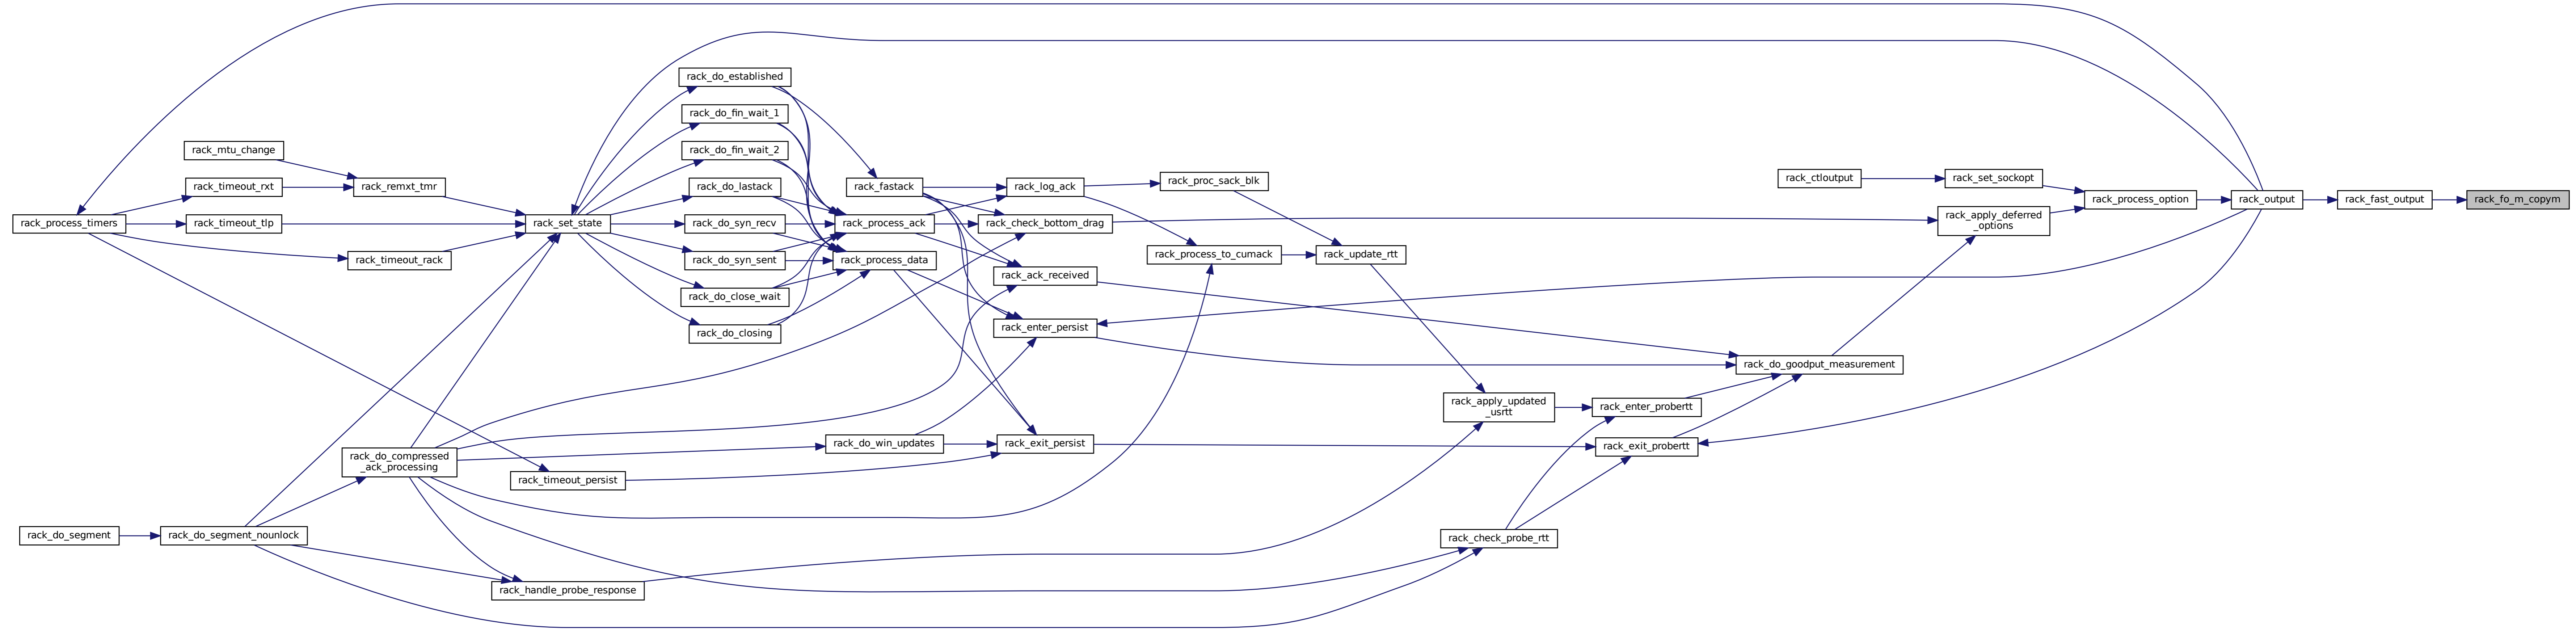 rack_do_established
rack_do_fin_wait_1
rack_mtu_change
rack_do_fin_wait_2
rack_timeout_rxt
rack_remxt_tmr
rack_do_lastack
rack_fastack
rack_log_ack
rack_proc_sack_blk
rack_ctloutput
rack_set_sockopt
rack_process_option
rack_output
rack_fast_output
rack_fo_m_copym
rack_process_timers
rack_timeout_tlp
rack_set_state
rack_do_syn_recv
rack_process_ack
rack_check_bottom_drag
rack_apply_deferred
_options
rack_timeout_rack
rack_do_syn_sent
rack_process_data
rack_process_to_cumack
rack_update_rtt
rack_ack_received
rack_do_close_wait
rack_do_closing
rack_enter_persist
rack_do_goodput_measurement
rack_apply_updated
_usrtt
rack_enter_probertt
rack_do_win_updates
rack_exit_persist
rack_exit_probertt
rack_do_compressed
_ack_processing
rack_timeout_persist
rack_do_segment
rack_do_segment_nounlock
rack_check_probe_rtt
rack_handle_probe_response